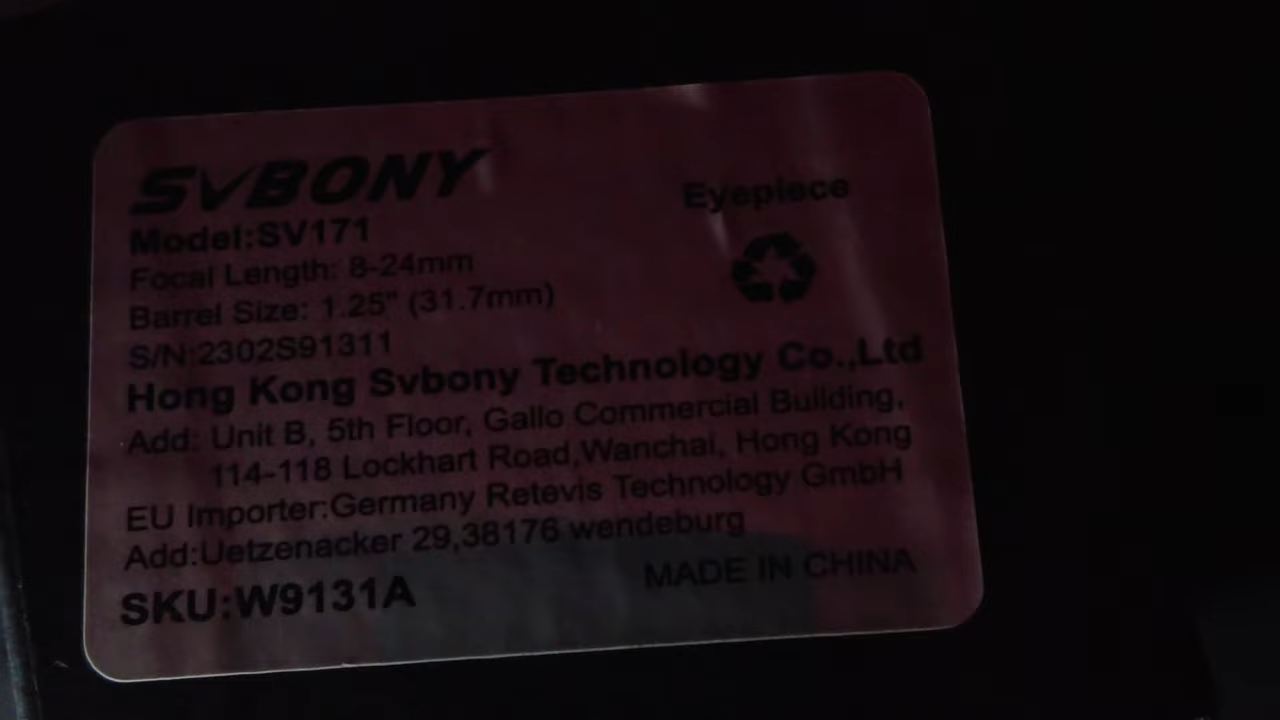 SVBONY
Eyepiece
Model:SV171
Focal Length: 8-24mm
Barrel Size: 1.25" (31.7mm)
S/N:2302S91311
Hong Kong Svbony Technology Co.,Ltd
Add: Unit B, 5th Floor, Gallo Commercial Building,
114-118 Lockhart Road,Wanchai, Hong Kong
EU Importer:Germany Retevis Technology GmbH
Add:Uetzenacker 29,38176 wendeburg
SKU:W9131A
MADE IN CHINA